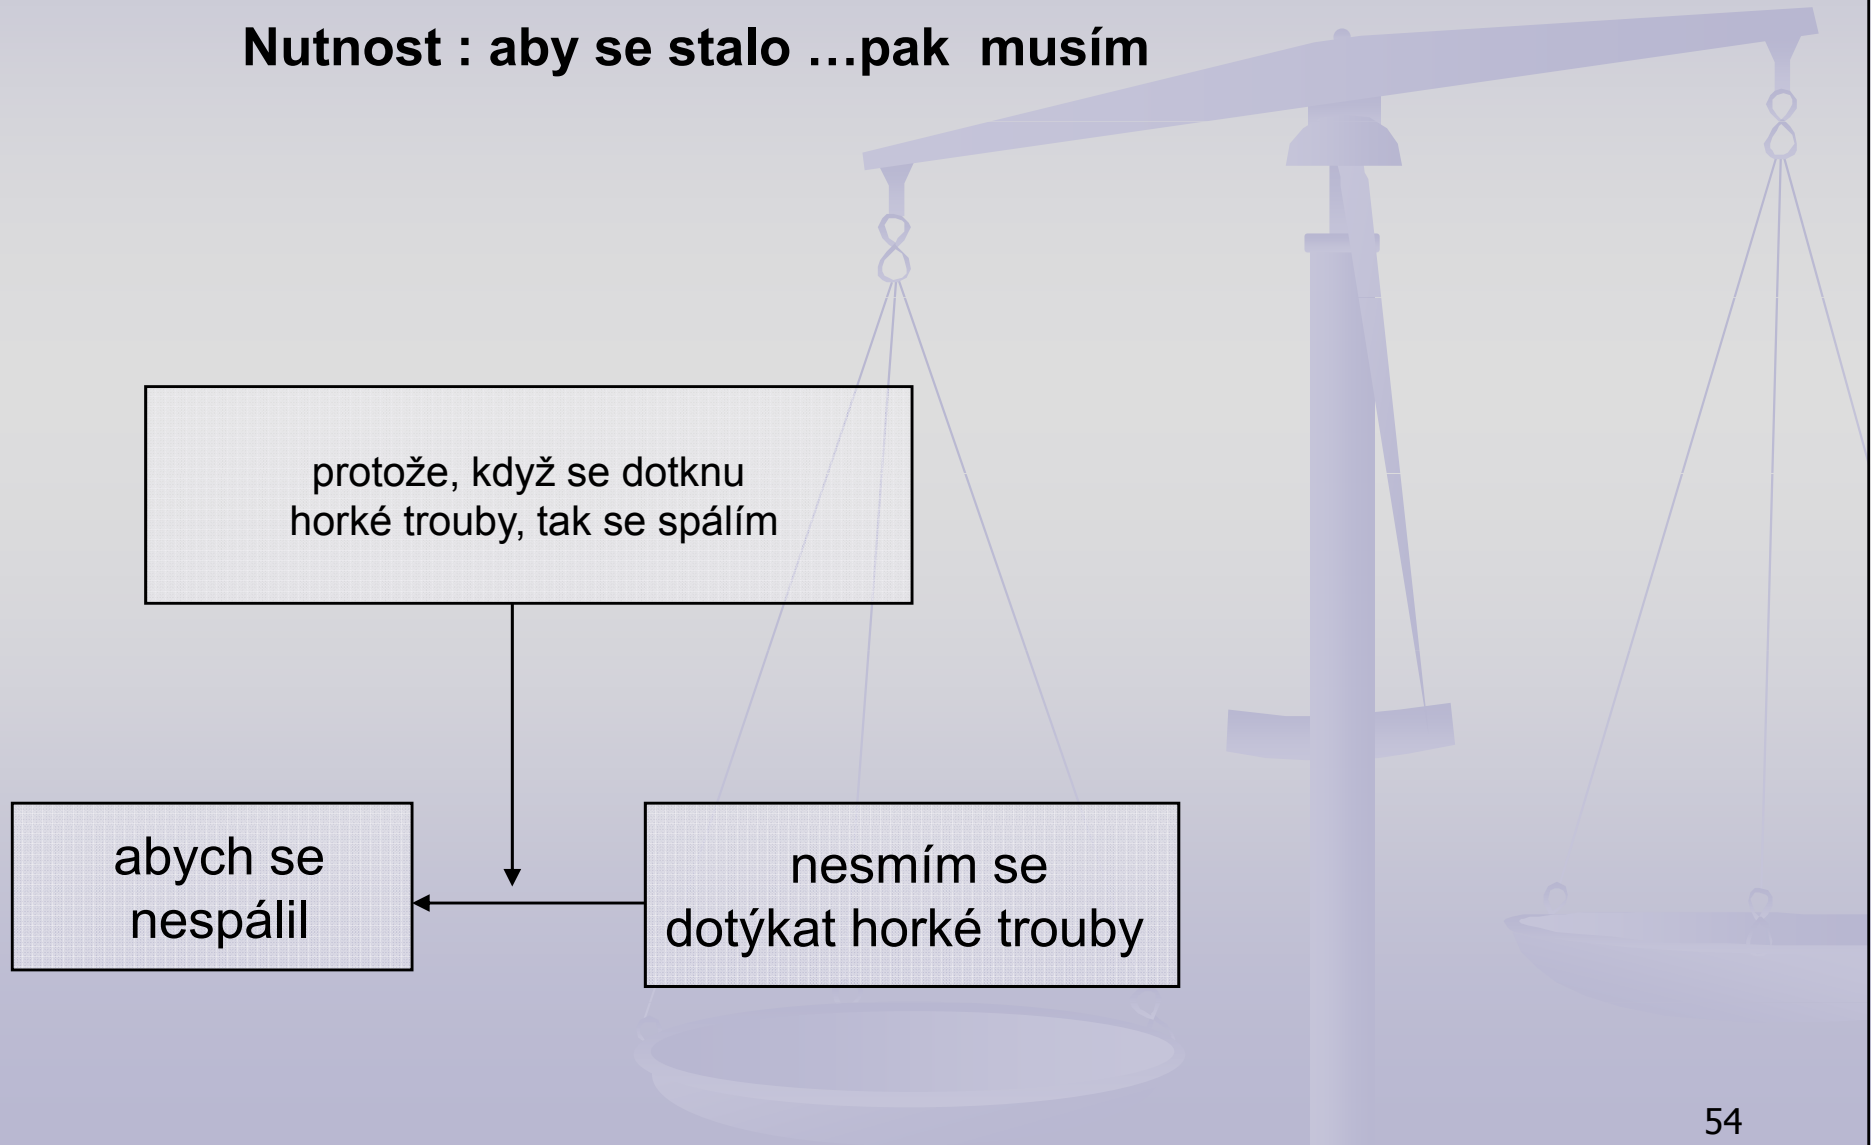 Nutnost : aby se stalo …pak  musím
protože, když se dotknu
horké trouby, tak se spálím
abych se
nespálil
nesmím se
dotýkat horké trouby
54